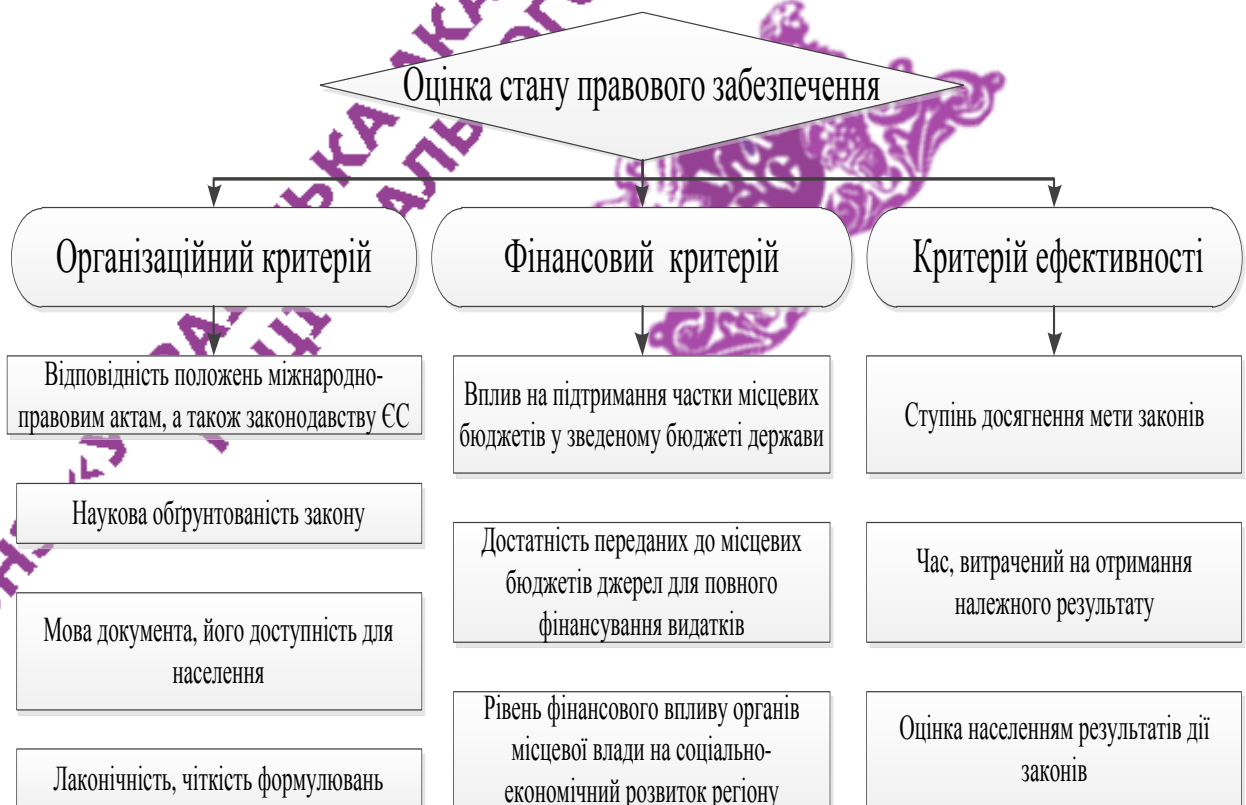 Оцінка стану правового забезпечення
Організаційний критерій
Фінансовий критерій
Критерій ефективності
Відповідність положень міжнародно-
правовим актам, а також законодавству ЄС
Наукова обґрунтованість закону
Мова документа, його доступність для
населення
Лаконічність, чіткість формулювань
Вплив на підтримання частки місцевих
бюджетів у зведеному бюджеті держави
Достатність переданих до місцевих
бюджетів джерел для повного
фінансування видатків
Рівень фінансового впливу органів
місцевої влади на соціально-
економічний розвиток регіону
Ступінь досягнення мети законів
Час, витрачений на отримання
належного результату
Оцінка населенням результатів дії
законів